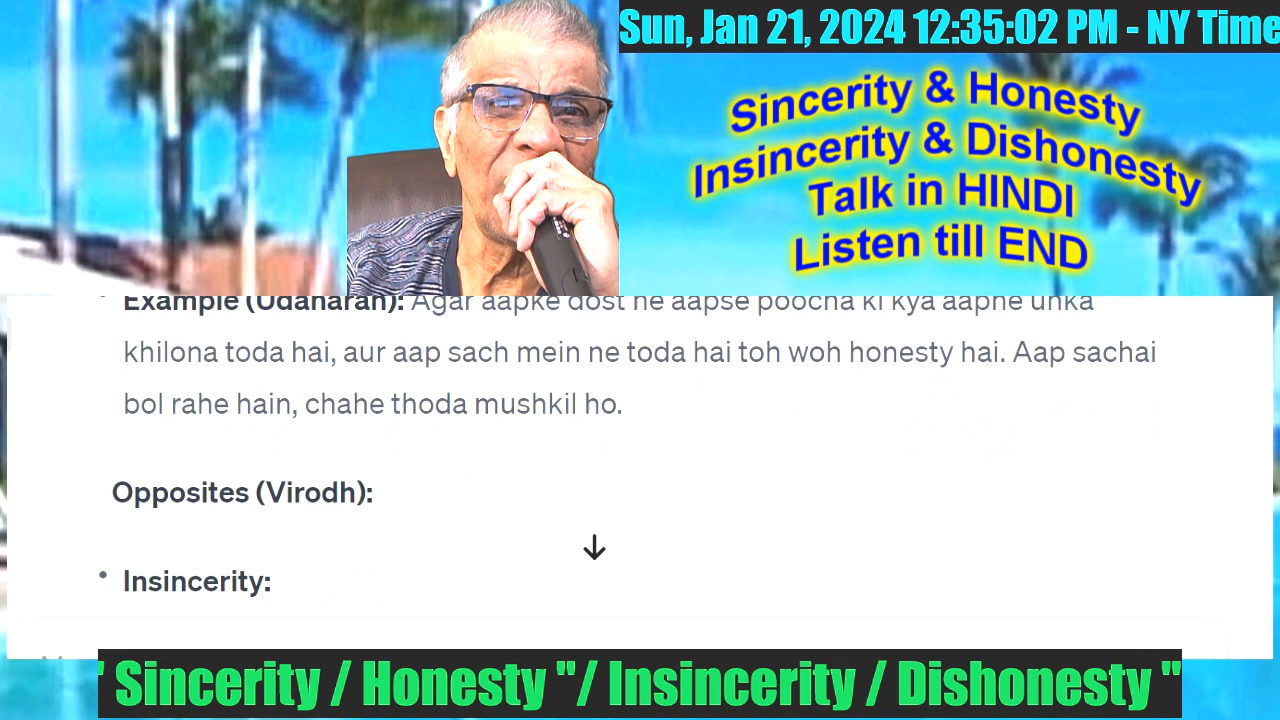 Sun, Jan 21, 2024 12:35:02 PM - NY Time
Sincerity & Honesty
Insincerity & Dishonesty
Talk in HINDI
Listen till END
Example (Udaharan): Agar aapke dost ne aapse poocha ki kya aapne unka
khilona toda hai, aur aap sach mein ne toda hai toh woh honesty hai. Aap sachai
bol rahe hain, chahe thoda mushkil ho.
Opposites (Virodh):
• Insincerity:
" Sincerity / Honesty "/ Insincerity / Dishonesty "